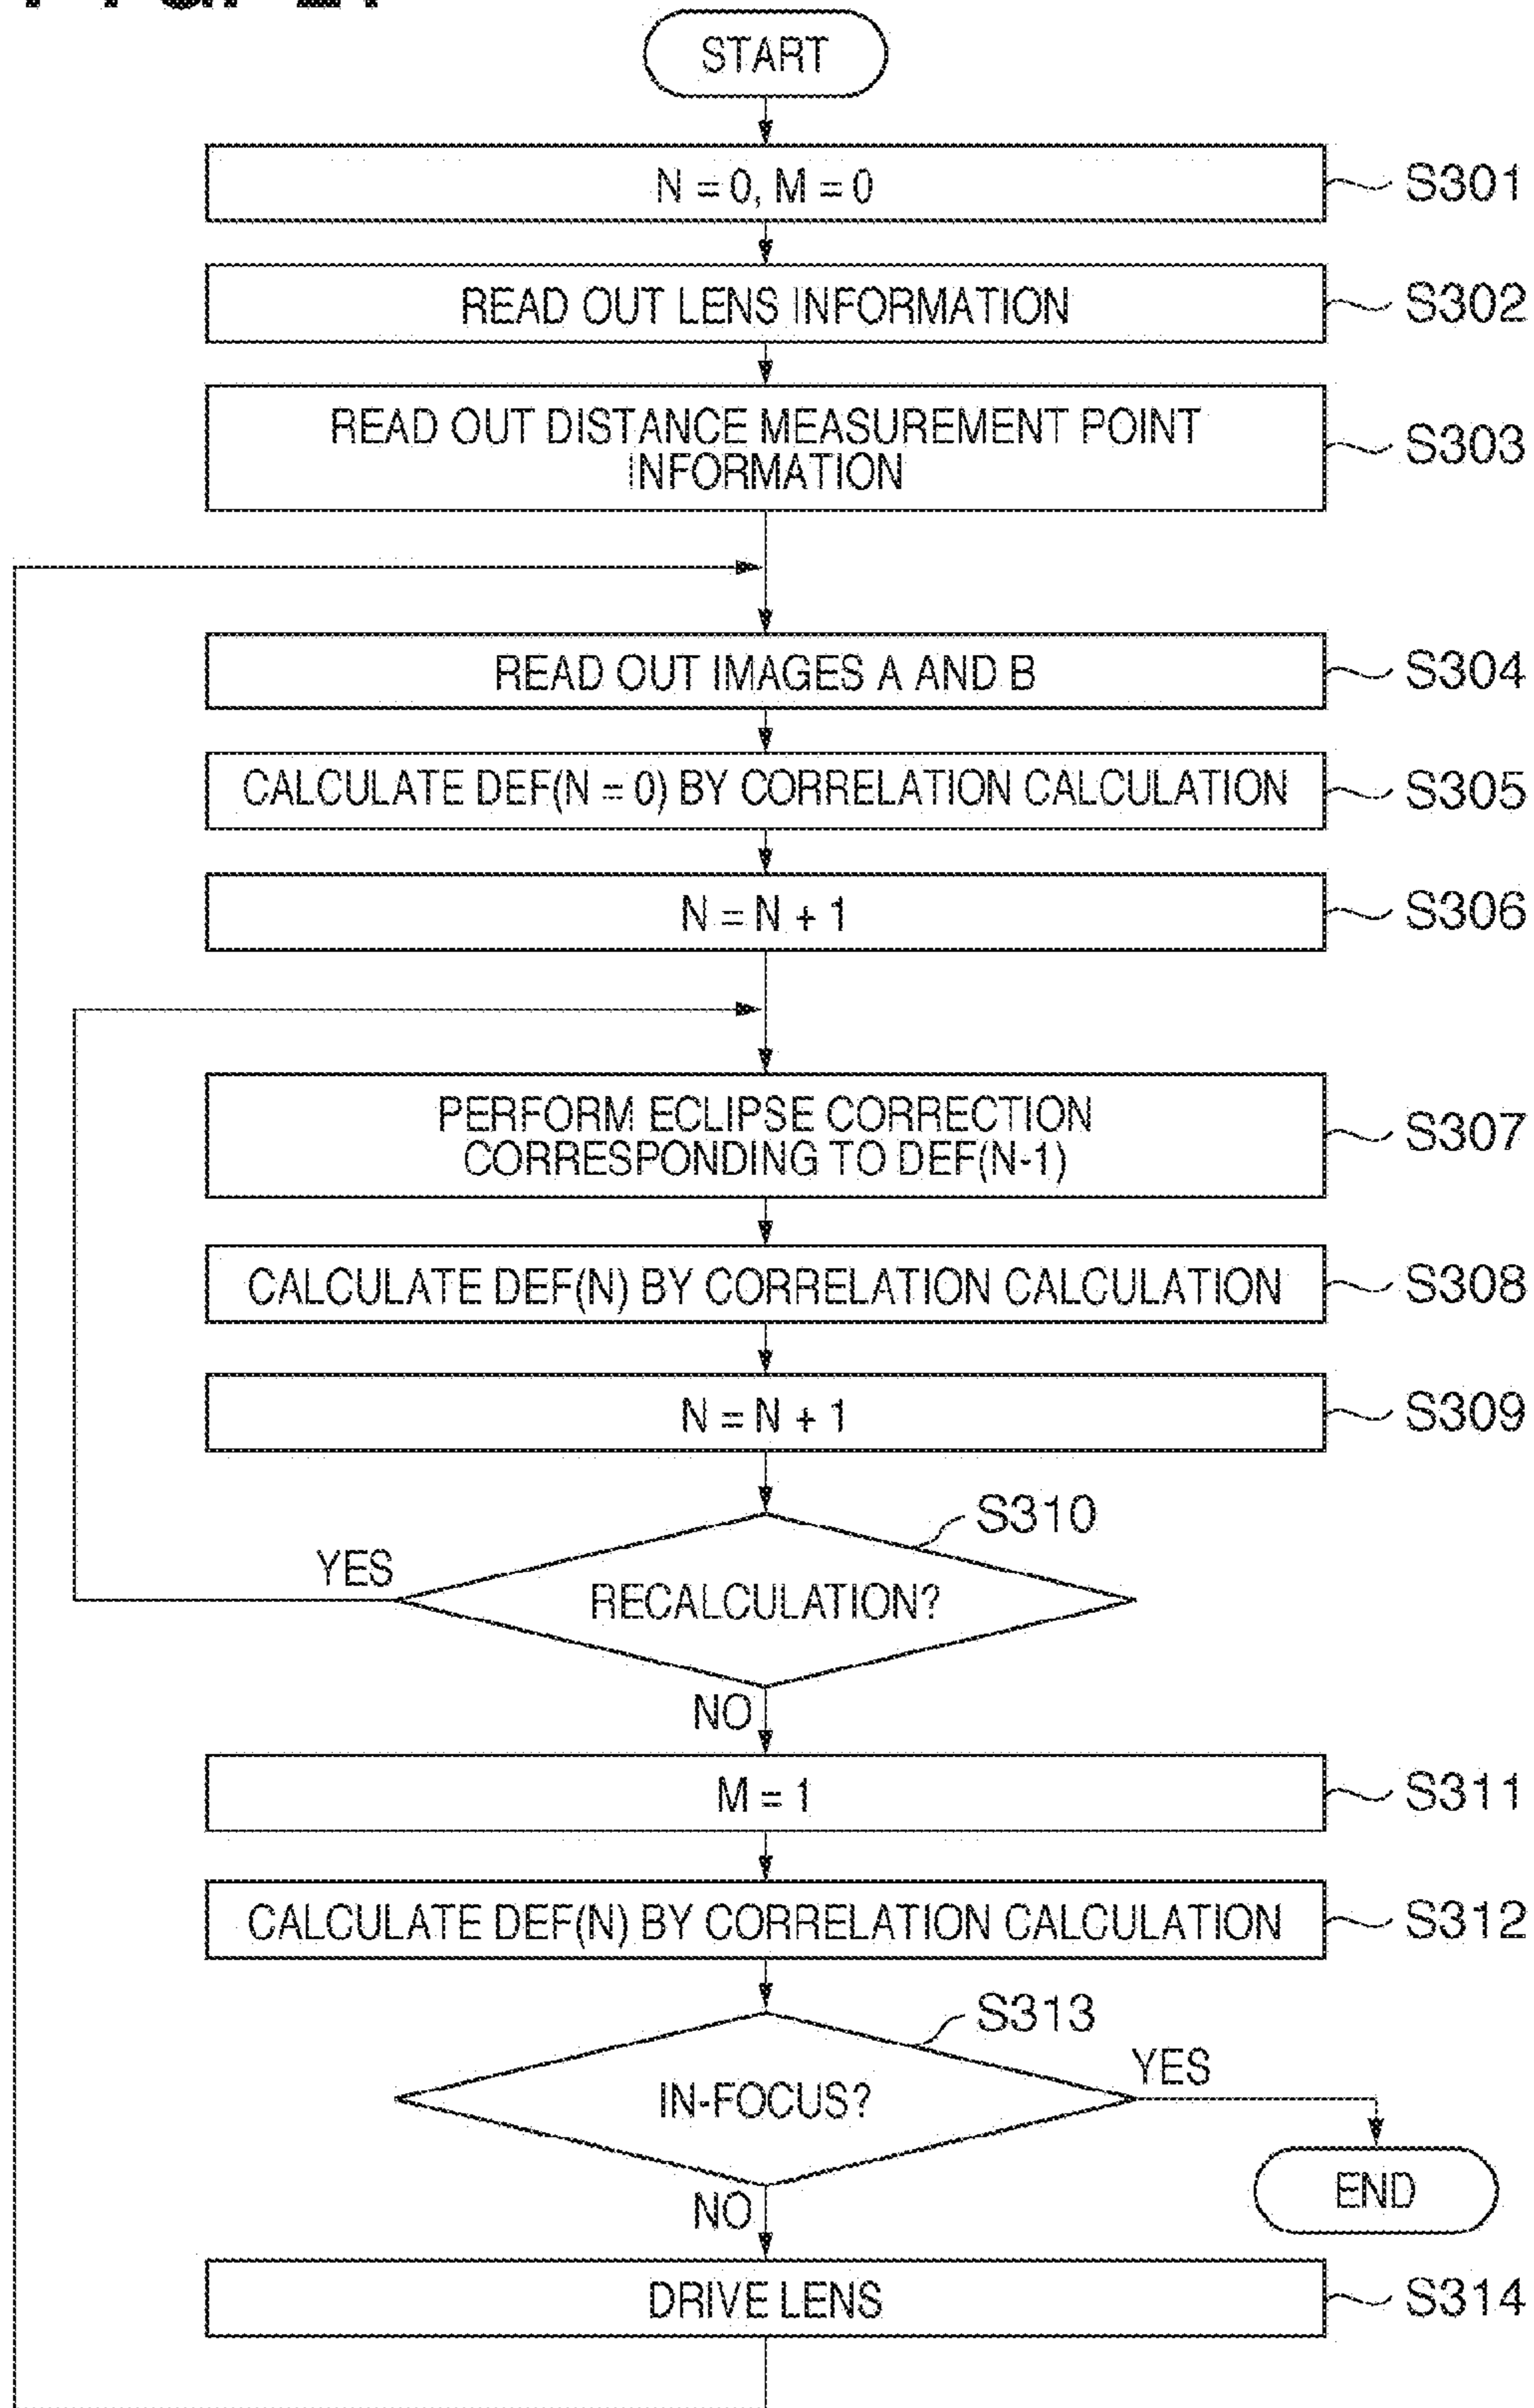 START
N = 0, M = 0
S301
READ OUT LENS INFORMATION
S302
READ OUT DISTANCE MEASUREMENT POINT
INFORMATION
S303
READ OUT IMAGES A AND B
S304
CALCULATE DEF(N = 0) BY CORRELATION CALCULATION
S305
N = N + 1
S306
PERFORM ECLIPSE CORRECTION
CORRESPONDING TO DEF(N-1)
S307
CALCULATE DEF(N) BY CORRELATION CALCULATION
S308
N = N + 1
S309
S310
YES
RECALCULATION?
NO
M = 1
S311
CALCULATE DEF(N) BY CORRELATION CALCULATION
S312
S313
YES
IN-FOCUS?
END
NO
DRIVE LENS
S314